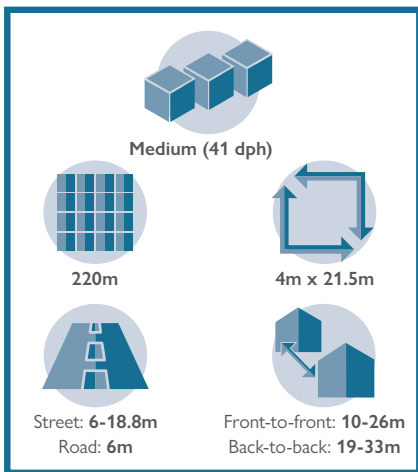 Medium (41 dph)
220m
4m x 21.5m
Street: 6-18.8m
Road: 6m
Front-to-front: 10-26m
Back-to-back: 19-33m